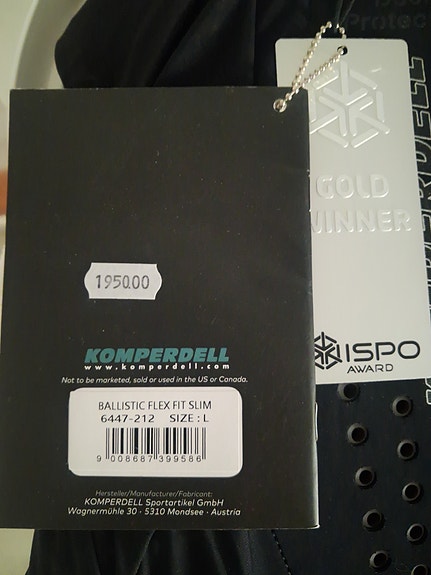 Protec
GOLD
WINNER
ISPO
AWARD
1950.00
KOMPERDELL
www.komperdell.com
Not to be marketed, sold or used in the US or Canada.
BALLISTIC FLEX FIT SLIM
6447-212 SIZE : L
9 008687 399586
Hersteller/Manufacturer/Fabricant:
KOMPERDELL Sportartikel GmbH
Wagnermühle 30 · 5310 Mondsee · Austria